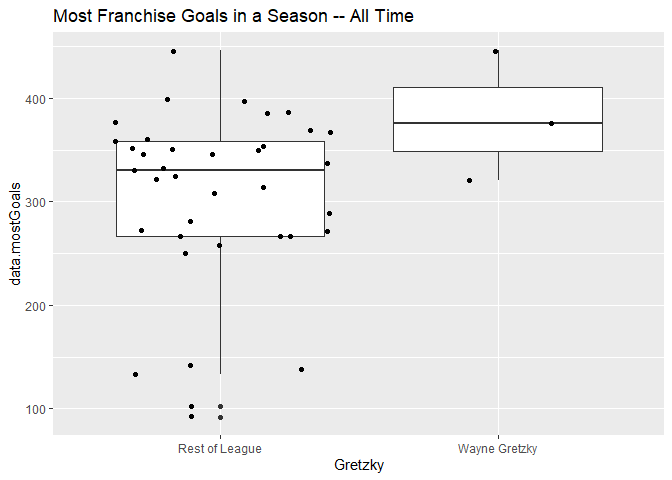 Most Franchise Goals in a Season -- All Time
data.mostGoals
400
300
200
100
Rest of League
Wayne Gretzky
Gretzky